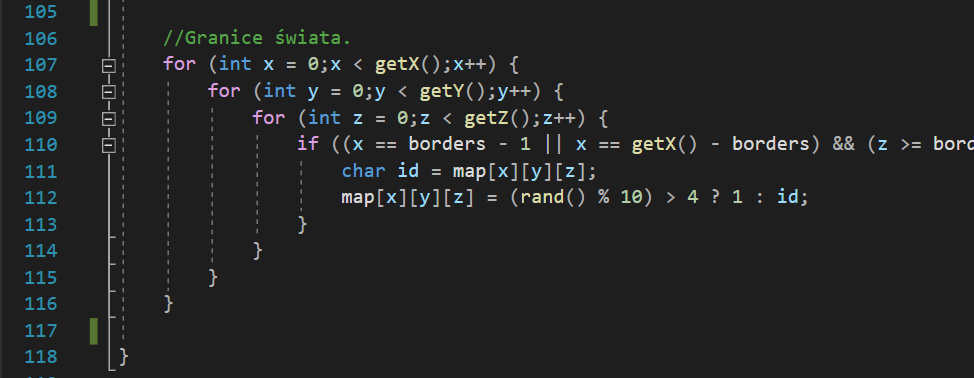 105
106 //Granice świata.
107 for (int x = 0;x < getX();x++) {
108 for (int y = 0;y < getY();y++) {
109 for (int z = 0;z < getZ();z++) {
110 if ((x == borders - 1 || x == getX() - borders) && (z >= bord
111 char id = map[x][y][z];
112 map[x][y][z] = (rand() % 10) > 4 ? 1 : id;
113 }
114 }
115 }
116 }
117
118 }